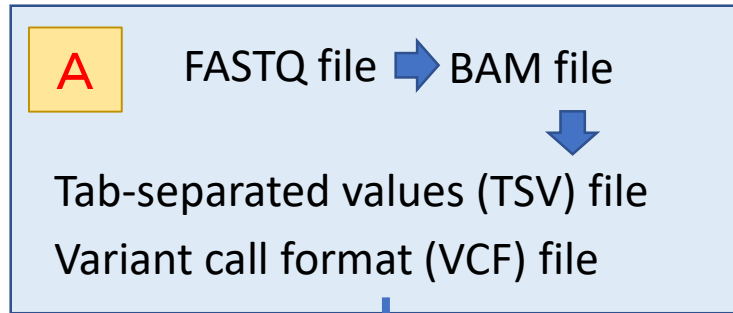 A
FASTQ file BAM file
Tab-separated values (TSV) file
Variant call format (VCF) file